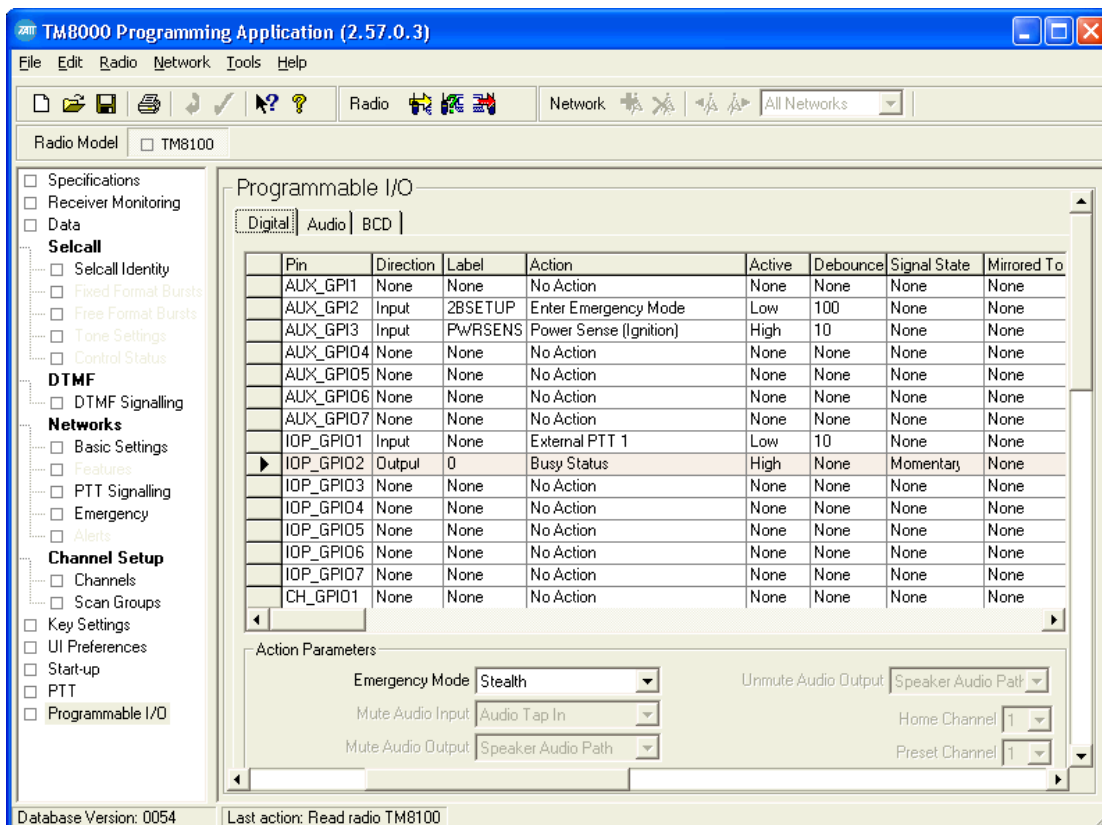 TAIT TM8000 Programming Application (2.57.0.3)
File Edit Radio Network Tools Help
Radio Network All Networks
Radio Model TM8100
Specifications
Receiver Monitoring
Data
Selcall
Selcall Identity
Fixed Format Bursts
Free Format Bursts
Tone Settings
Control Status
DTMF
DTMF Signalling
Networks
Basic Settings
Features
PTT Signalling
Emergency
Alerts
Channel Setup
Channels
Scan Groups
Key Settings
UI Preferences
Start-up
PTT
Programmable I/O
Programmable I/O
Digital Audio BCD
Pin Direction Label Action Active Debounce Signal State Mirrored To
AUX_GPI1 None None No Action None None None None
AUX_GPI2 Input 2BSETUP Enter Emergency Mode Low 100 None None
AUX_GPI3 Input PWRSENS Power Sense (Ignition) High 10 None None
AUX_GPIO4 None None No Action None None None None
AUX_GPIO5 None None No Action None None None None
AUX_GPIO6 None None No Action None None None None
AUX_GPIO7 None None No Action None None None None
IOP_GPIO1 Input None External PTT 1 Low 10 None None
IOP_GPIO2 Output 0 Busy Status High None Momentary None
IOP_GPIO3 None None No Action None None None None
IOP_GPIO4 None None No Action None None None None
IOP_GPIO5 None None No Action None None None None
IOP_GPIO6 None None No Action None None None None
IOP_GPIO7 None None No Action None None None None
CH_GPIO1 None None No Action None None None None
Action Parameters
Emergency Mode Stealth Unmute Audio Output Speaker Audio Path
Mute Audio Input Audio Tap In Home Channel 1
Mute Audio Output Speaker Audio Path Preset Channel 1
Database Version: 0054 Last action: Read radio TM8100